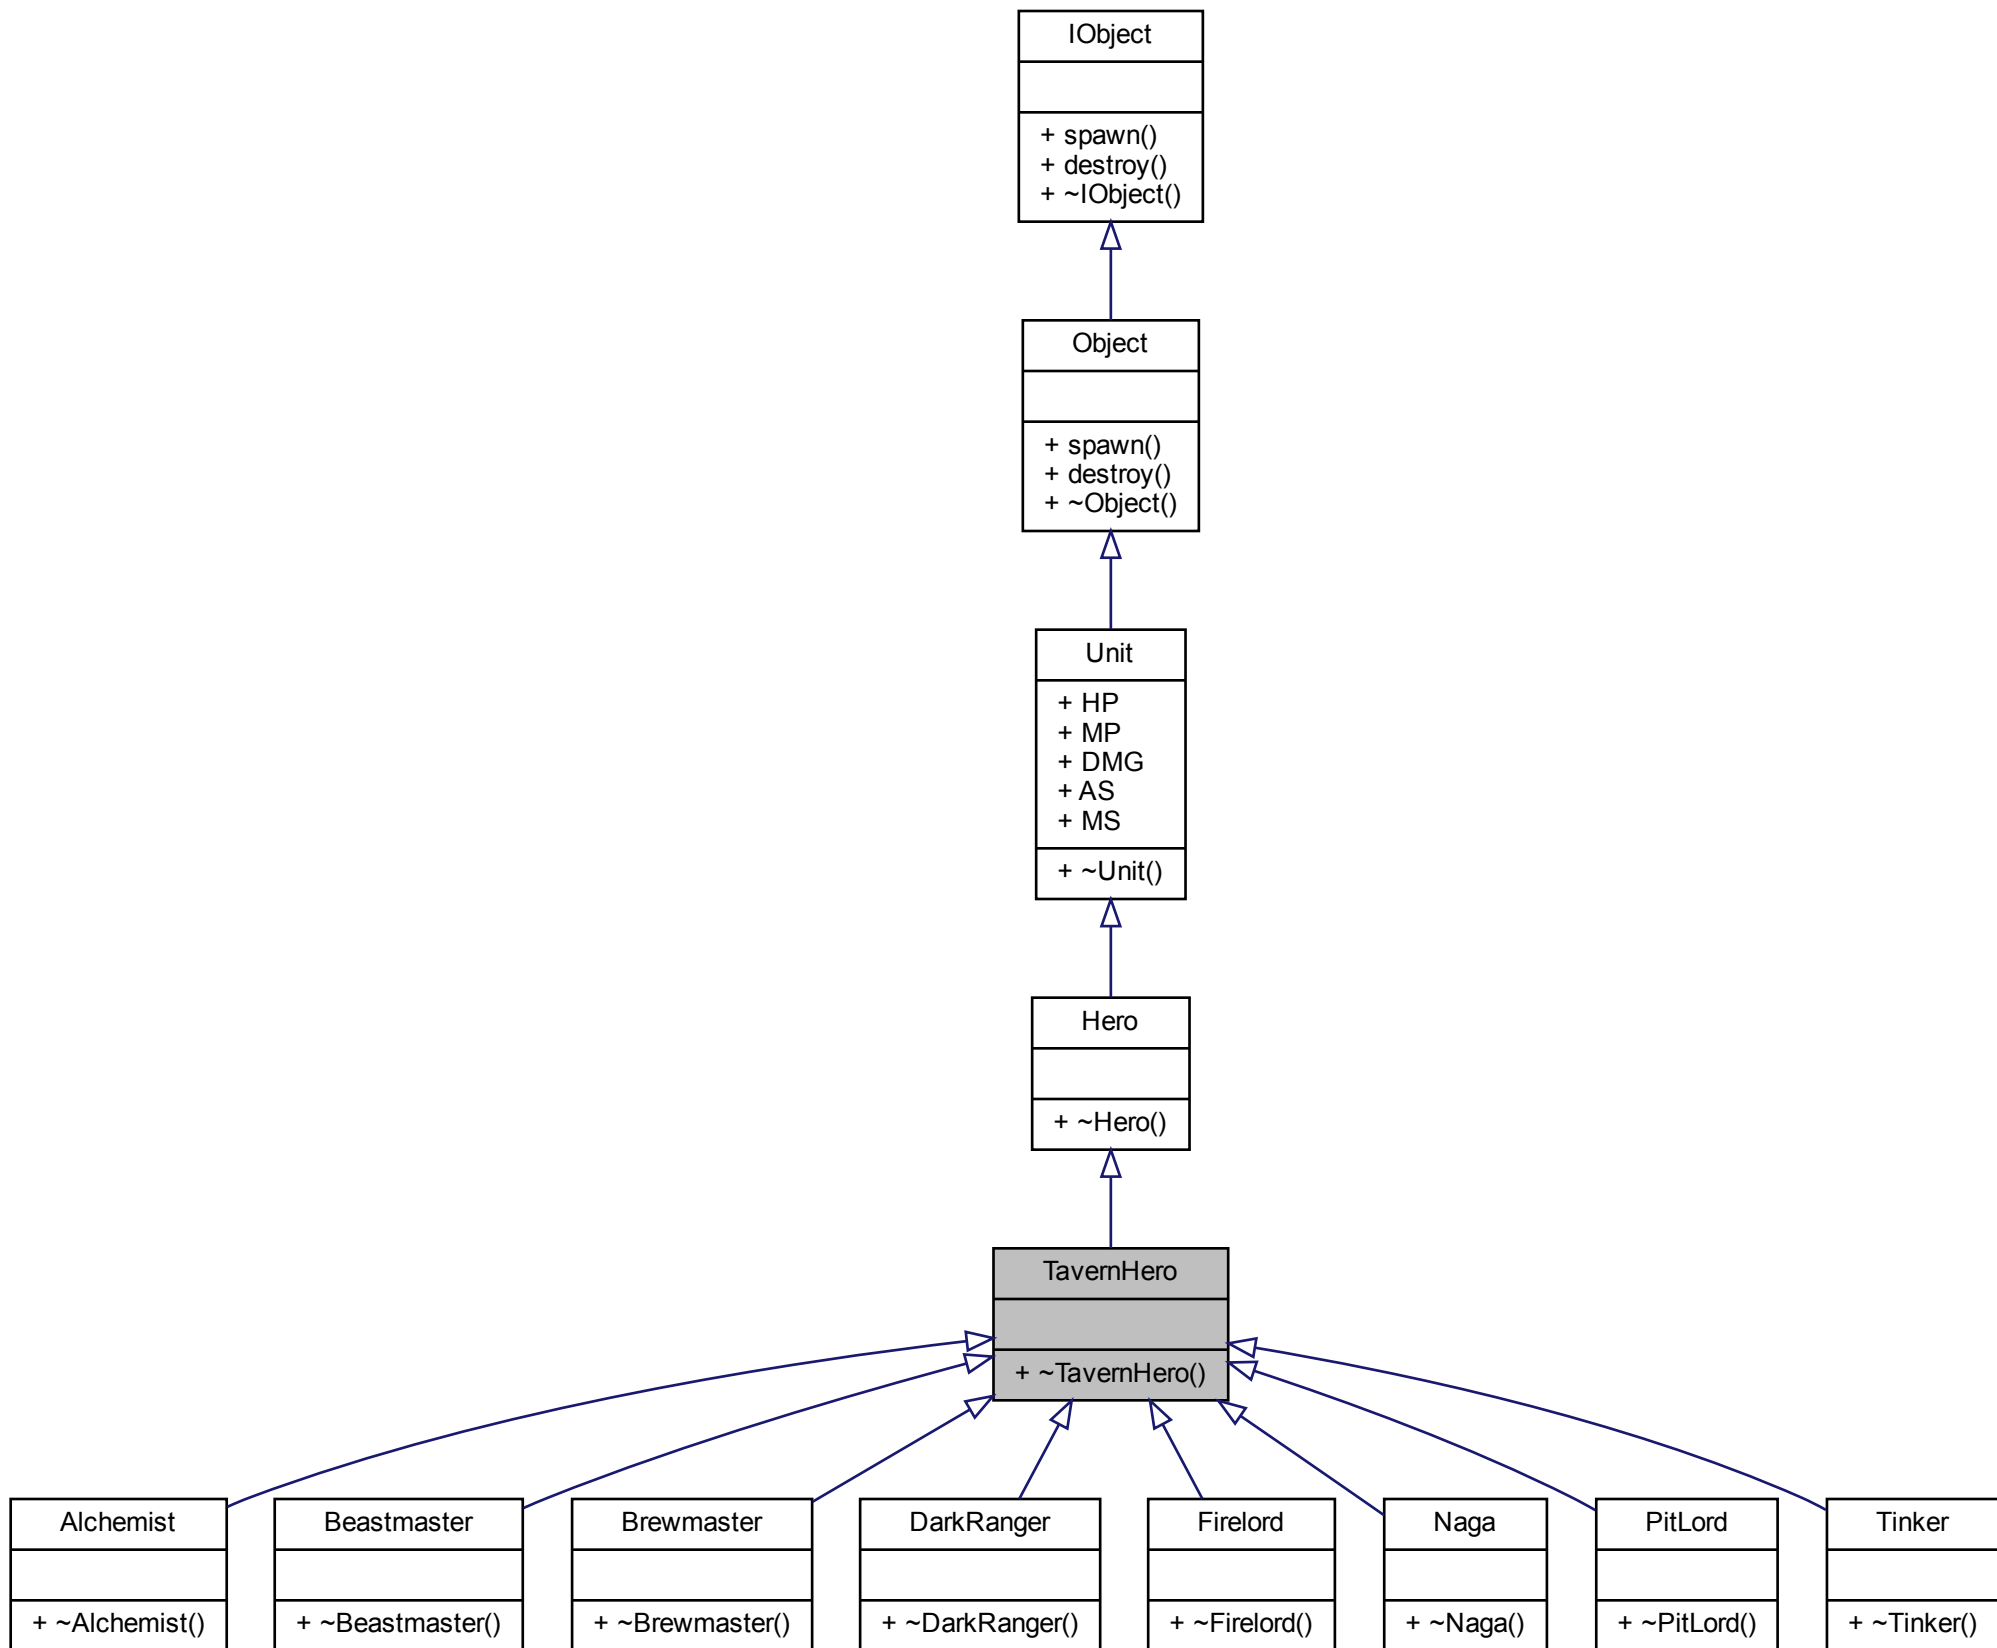 IObject
+ spawn()
+ destroy()
+ ~IObject()
Object
+ spawn()
+ destroy()
+ ~Object()
Unit
+ HP
+ MP
+ DMG
+ AS
+ MS
+ ~Unit()
Hero
+ ~Hero()
TavernHero
+ ~TavernHero()
Alchemist
+ ~Alchemist()
Beastmaster
+ ~Beastmaster()
Brewmaster
+ ~Brewmaster()
DarkRanger
+ ~DarkRanger()
Firelord
+ ~Firelord()
Naga
+ ~Naga()
PitLord
+ ~PitLord()
Tinker
+ ~Tinker()